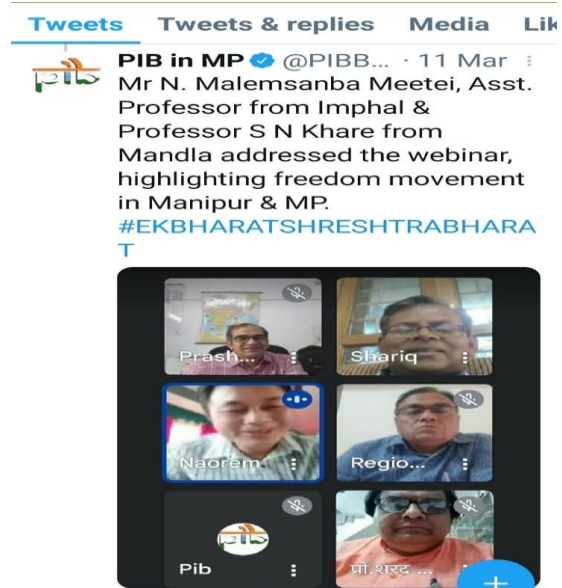 Tweets Tweets & replies Media Lik
PIB in MP @PIBB... · 11 Mar
Mr N. Malemsanba Meetei, Asst.
Professor from Imphal &
Professor S N Khare from
Mandla addressed the webinar,
highlighting freedom movement
in Manipur & MP.
#EKBHARATSHRESHTRABHARA
T
Prash...
Shariq
Naorem
Regio...
Pib
प्रो.शरद ...
pib
pib